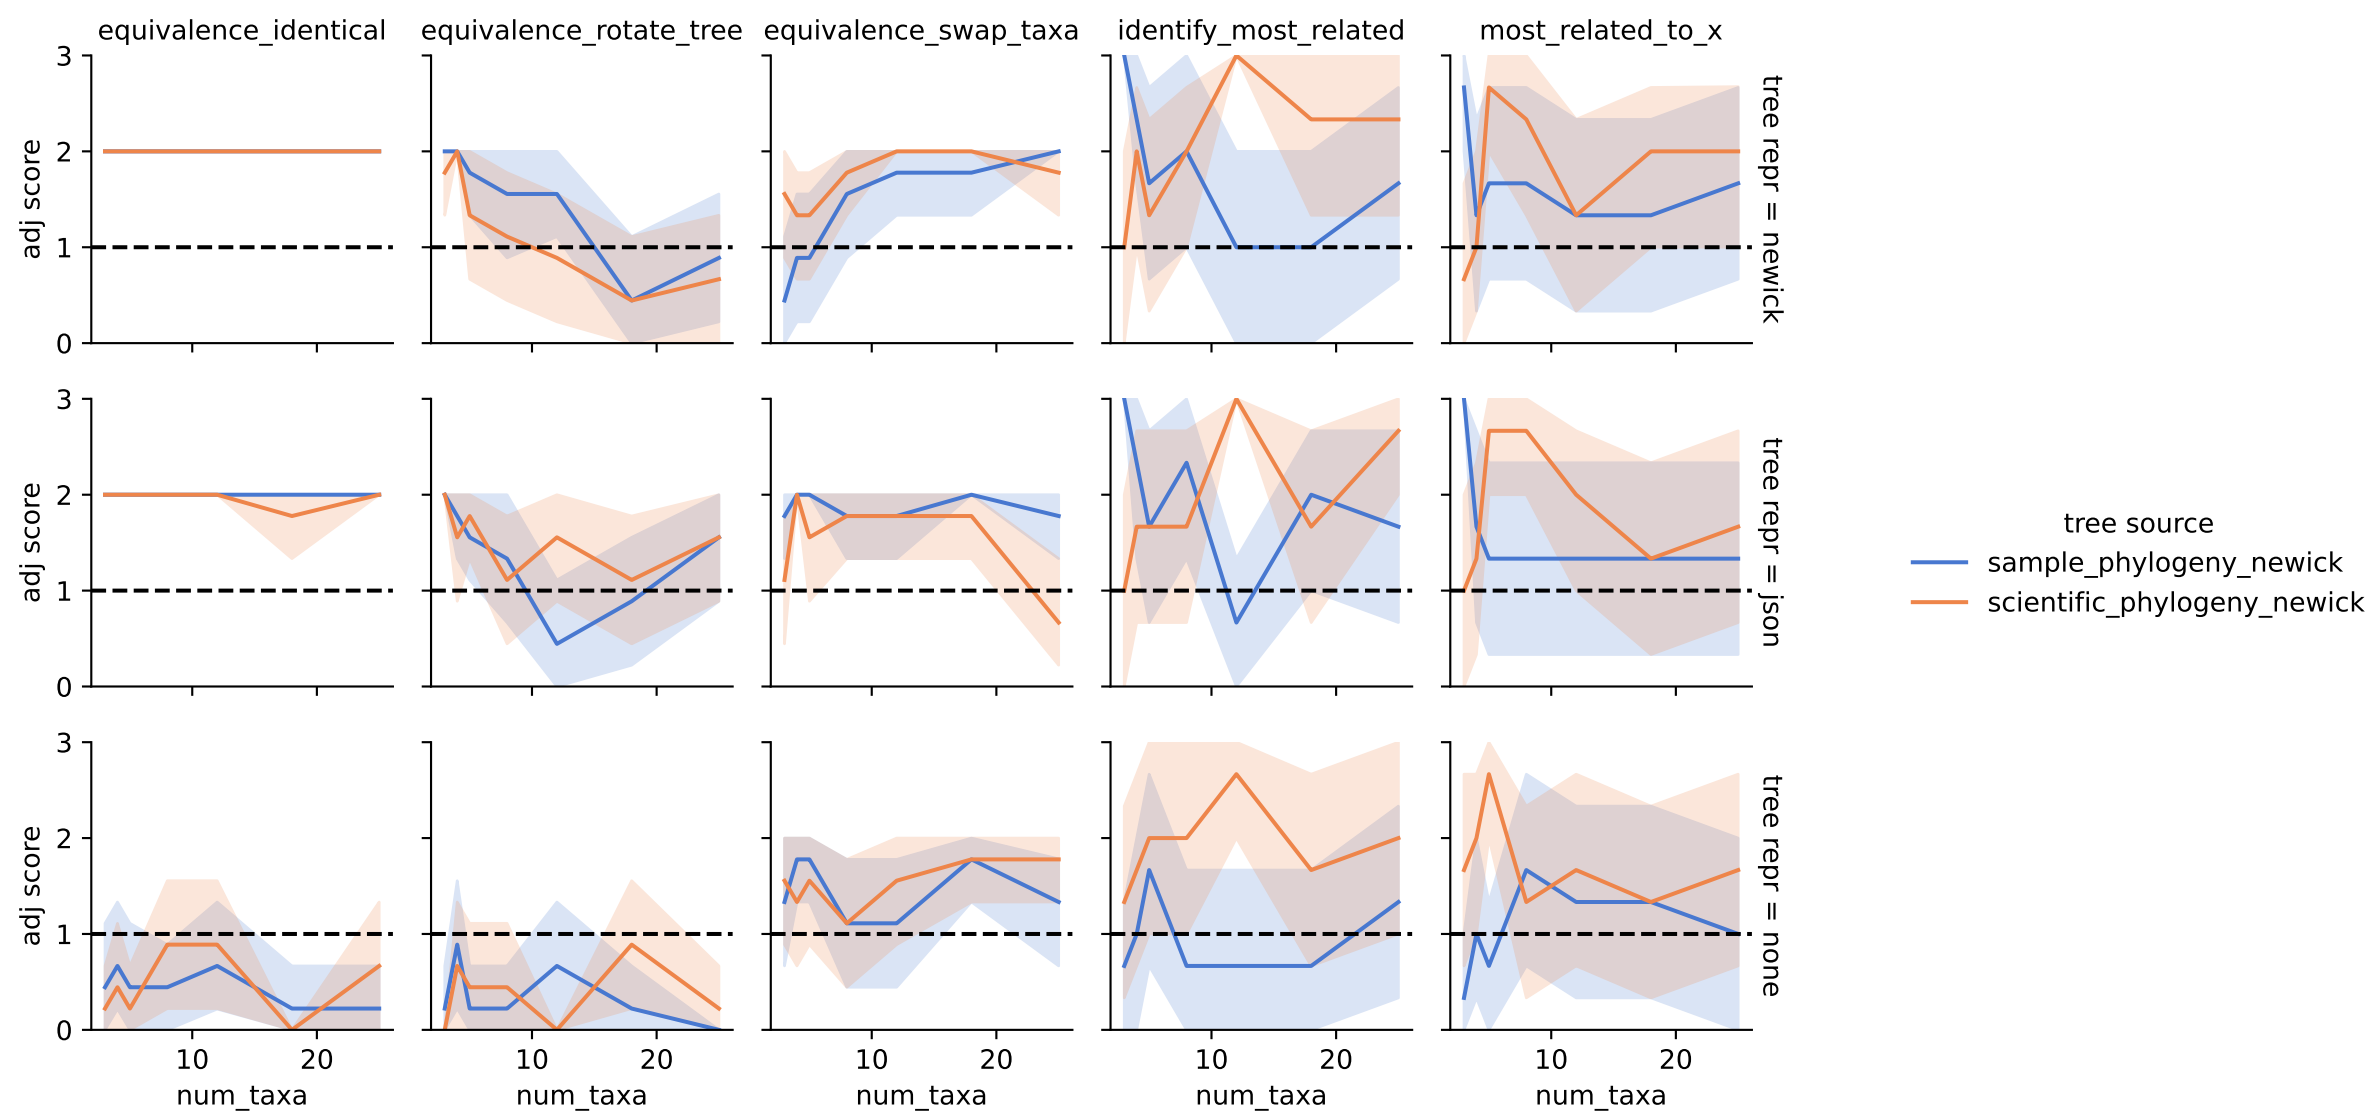 equivalence_identical
equivalence_rotate_tree
equivalence_swap_taxa
identify_most_related
most_related_to_x
3
2
1
0
adj score
tree repr = newick
3
2
1
0
adj score
tree repr = json
3
2
1
0
adj score
tree repr = none
10 20
10 20
10 20
10 20
10 20
num_taxa
num_taxa
num_taxa
num_taxa
num_taxa
tree source
sample_phylogeny_newick
scientific_phylogeny_newick